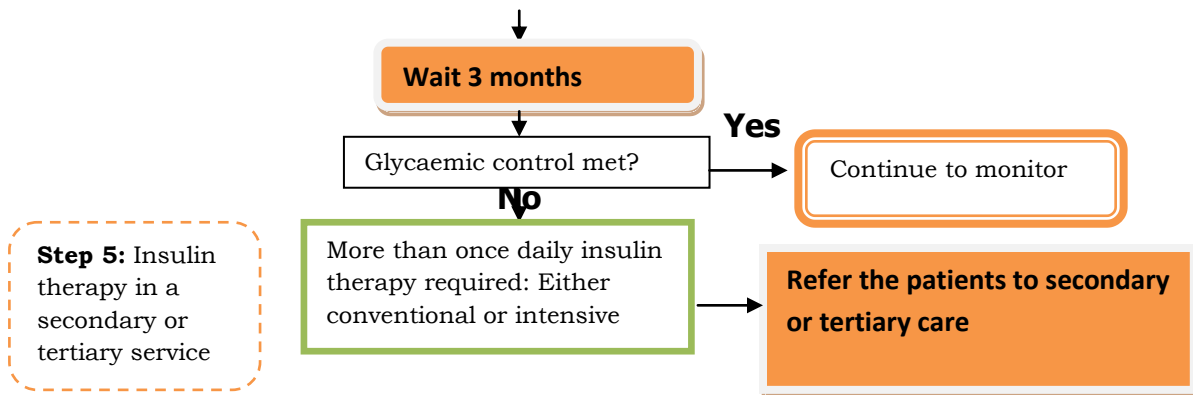 Wait 3 months
Yes
Glycaemic control met?
Continue to monitor
No
Step 5: Insulin
therapy in a
secondary or
tertiary service
More than once daily insulin
therapy required: Either
conventional or intensive
Refer the patients to secondary
or tertiary care